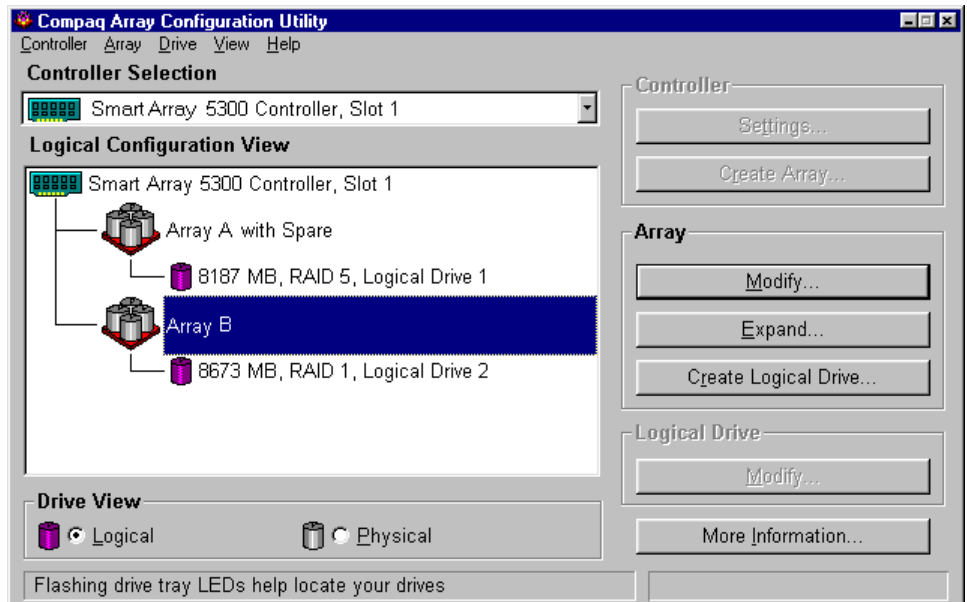 Compaq Array Configuration Utility
Controller Array Drive View Help
Controller Selection
Smart Array 5300 Controller, Slot 1
Logical Configuration View
Smart Array 5300 Controller, Slot 1
Array A with Spare
8187 MB, RAID 5, Logical Drive 1
Array B
8673 MB, RAID 1, Logical Drive 2
Drive View
Logical
Physical
Controller
Settings...
Create Array...
Array
Modify...
Expand...
Create Logical Drive...
Logical Drive
Modify...
More Information...
Flashing drive tray LEDs help locate your drives